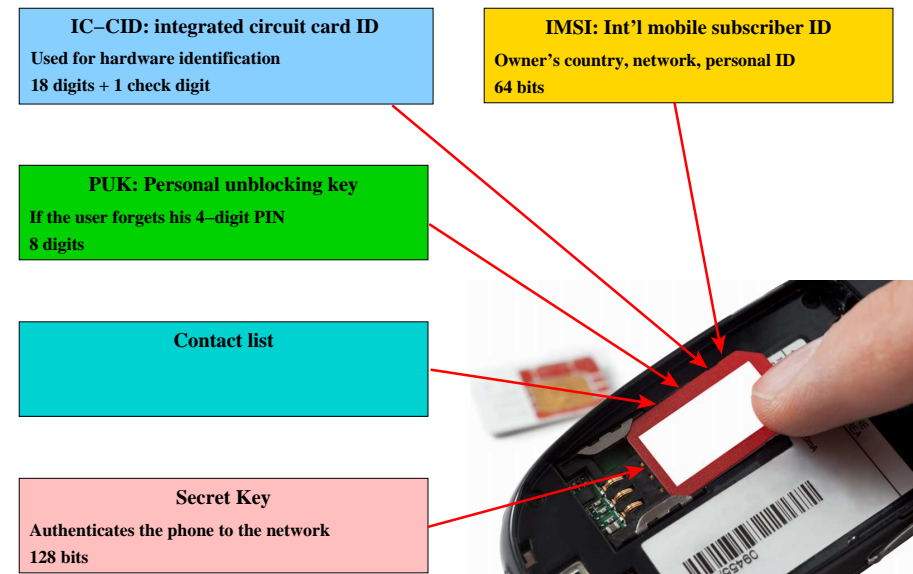 IC−CID: integrated circuit card ID
Used for hardware identification
18 digits + 1 check digit
IMSI: Int'l mobile subscriber ID
Owner's country, network, personal ID
64 bits
PUK: Personal unblocking key
If the user forgets his 4−digit PIN
8 digits
Contact list
Secret Key
Authenticates the phone to the network
128 bits